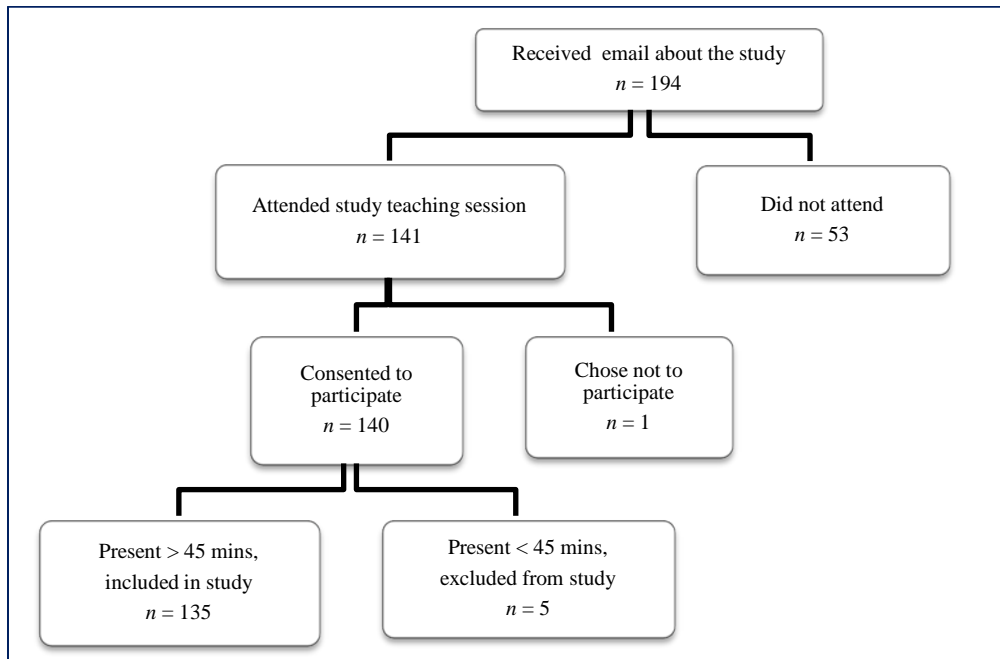 Received email about the study
n = 194
Attended study teaching session
n = 141
Did not attend
n = 53
Consented to
participate
n = 140
Chose not to
participate
n = 1
Present > 45 mins,
included in study
n = 135
Present < 45 mins,
excluded from study
n = 5